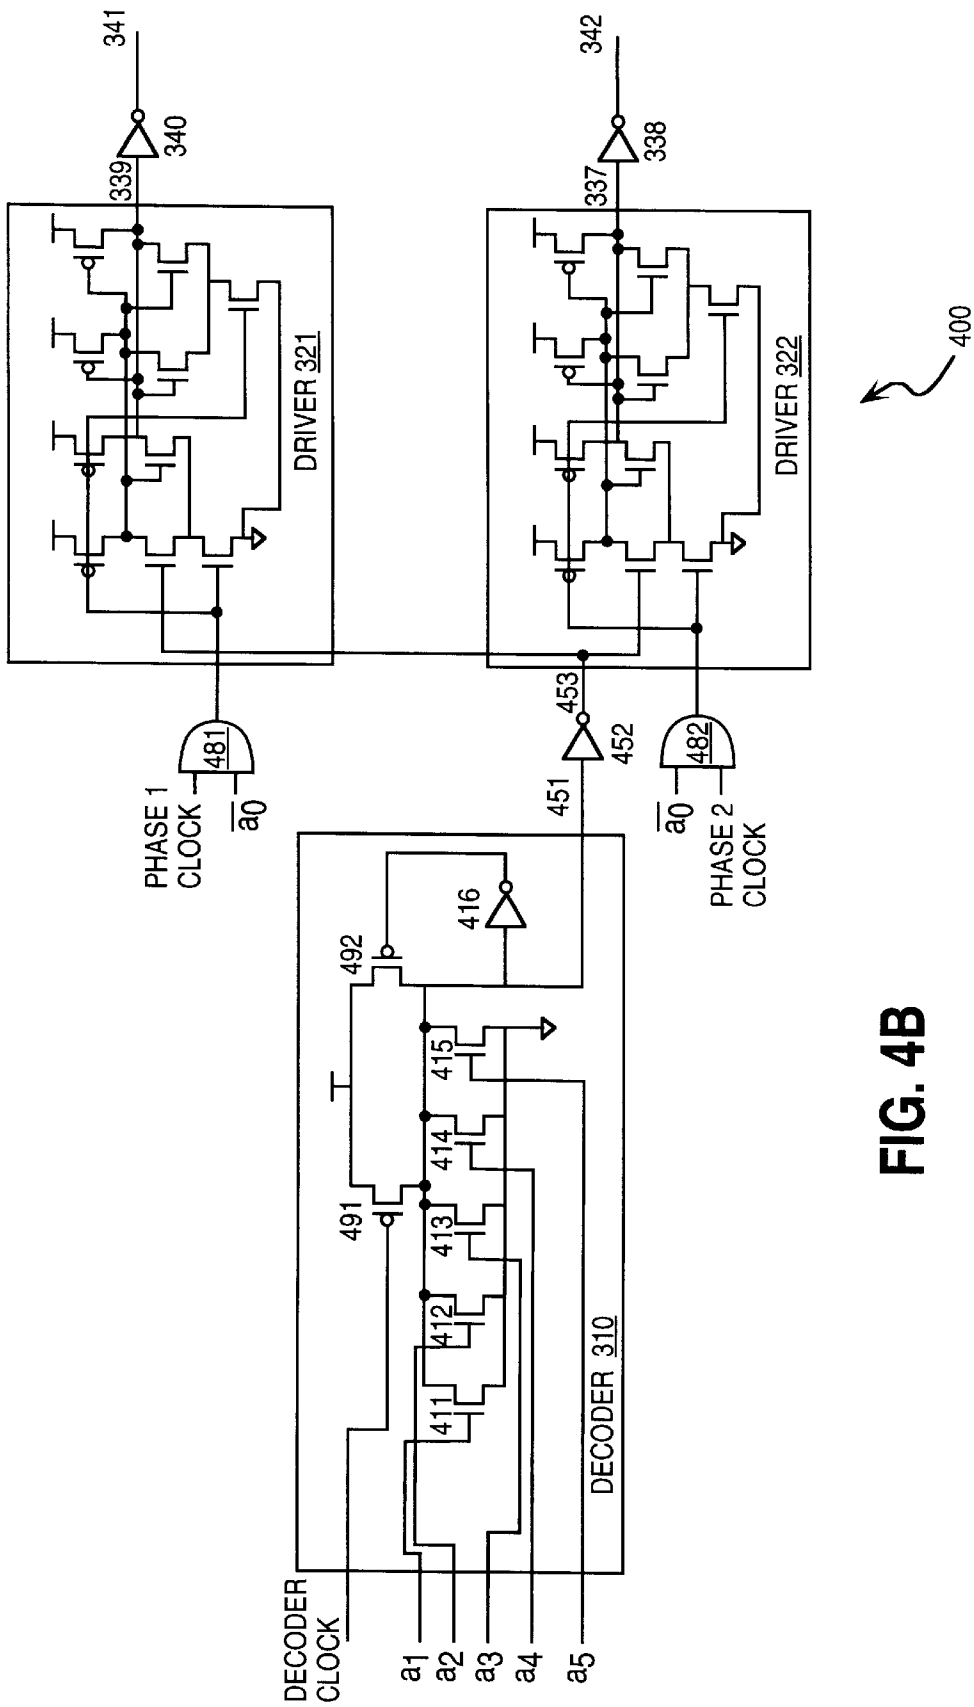 DECODER
CLOCK
a1
a2
a3
a4
a5
411
412
413
414
415
491
492
416
DECODER 310
451
452
453
PHASE 1
CLOCK
a̅0
481
a̅0
PHASE 2
CLOCK
482
DRIVER 321
339
340
341
DRIVER 322
337
338
342
400
FIG. 4B